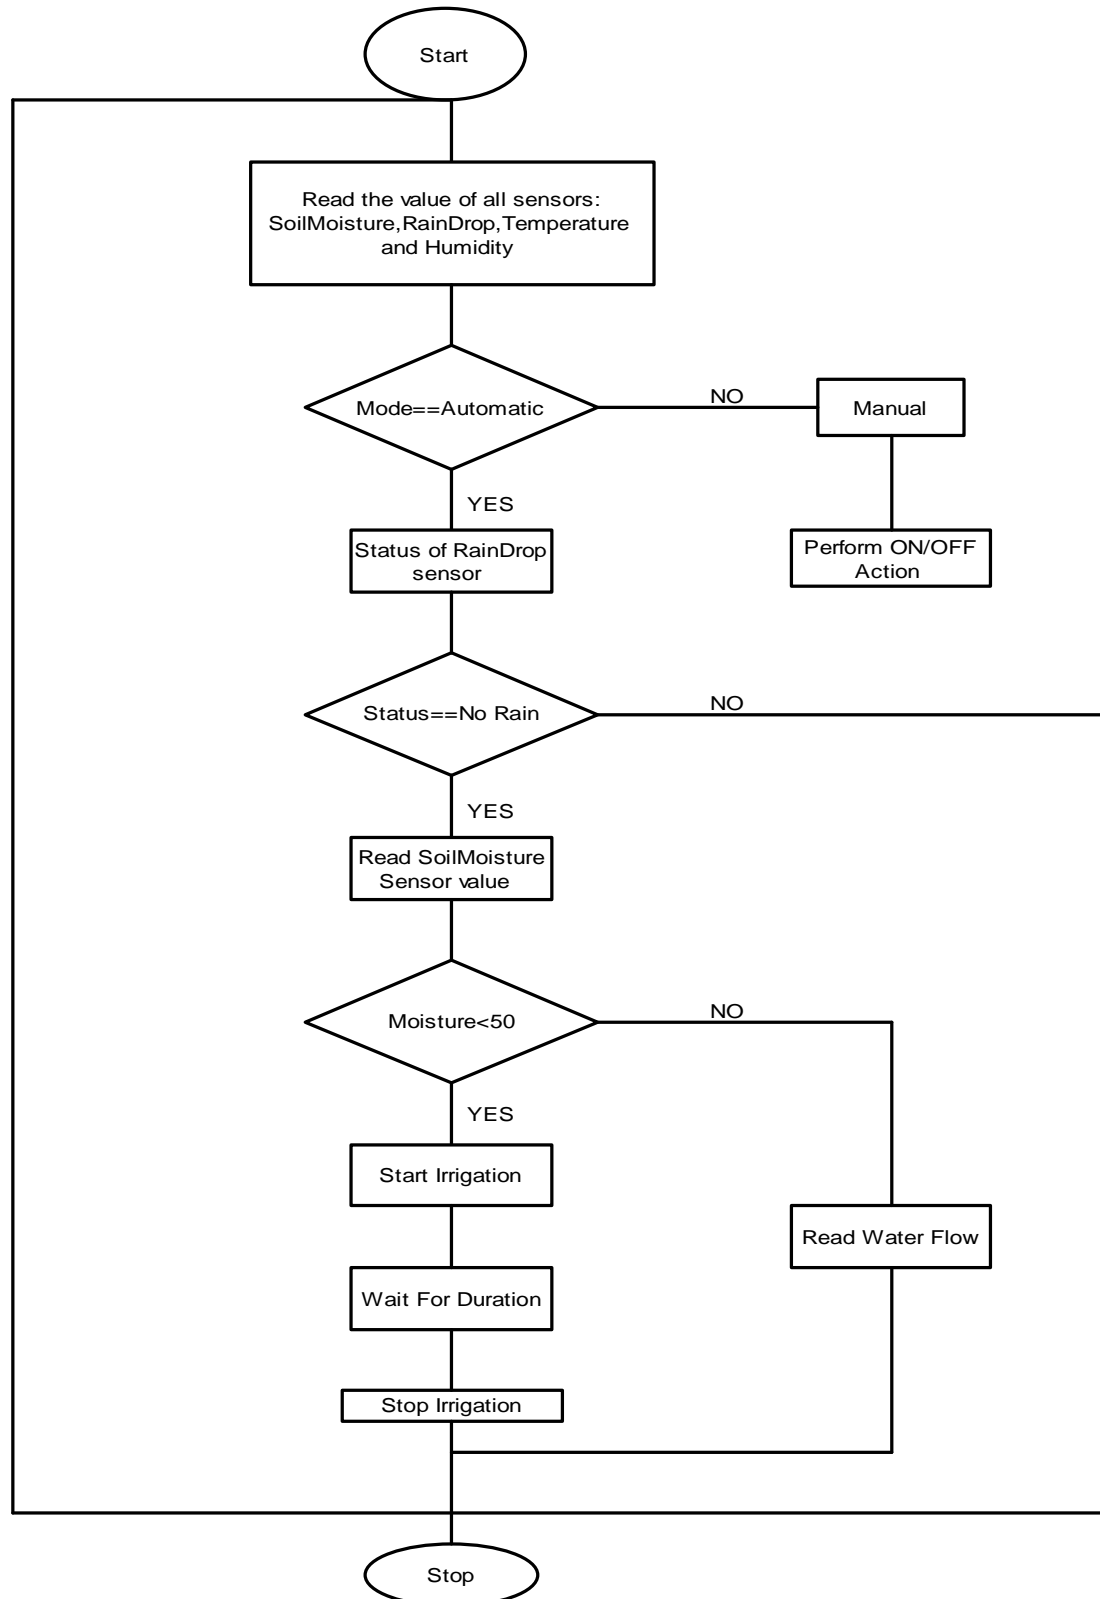 Start
Read the value of all sensors:
SoilMoisture,RainDrop,Temperature
and Humidity
Mode==Automatic
NO
Manual
YES
Status of RainDrop
sensor
Perform ON/OFF
Action
Status==No Rain
NO
YES
Read SoilMoisture
Sensor value
Moisture<50
NO
YES
Start Irrigation
Read Water Flow
Wait For Duration
Stop Irrigation
Stop